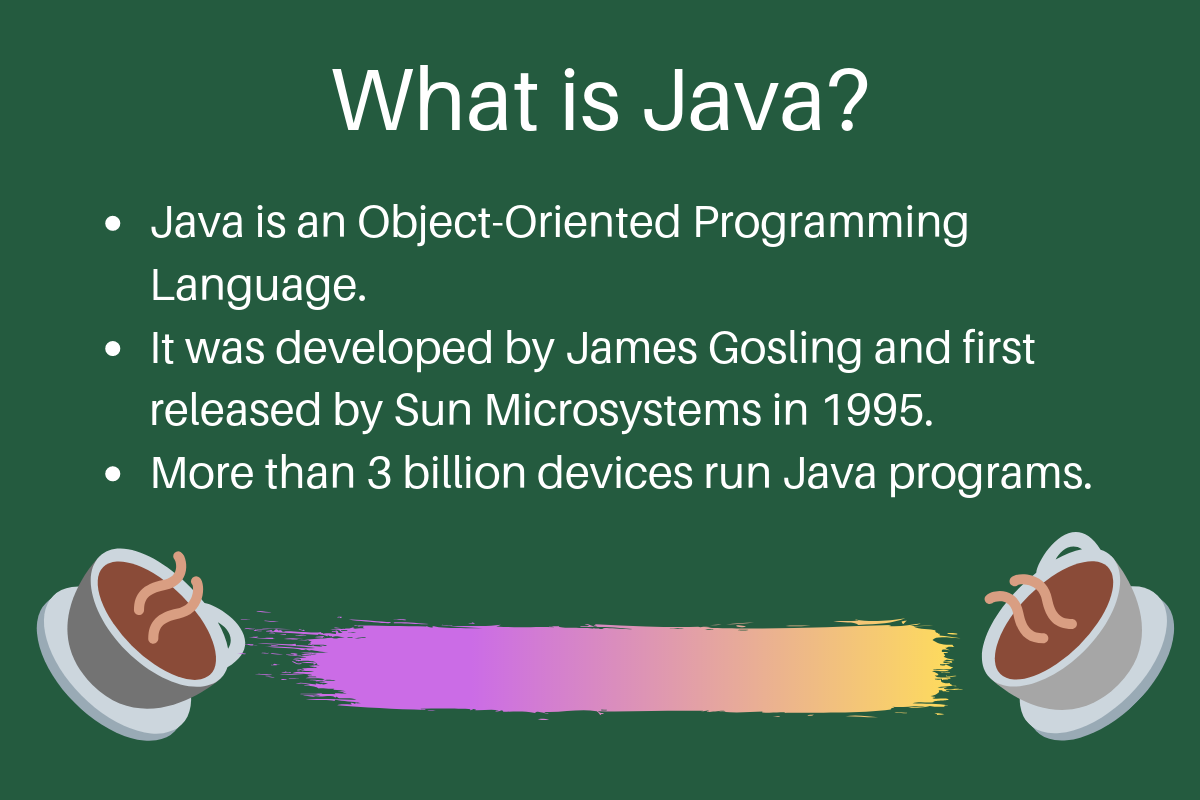 What is Java?
• Java is an Object-Oriented Programming
Language.
• It was developed by James Gosling and first
released by Sun Microsystems in 1995.
• More than 3 billion devices run Java programs.